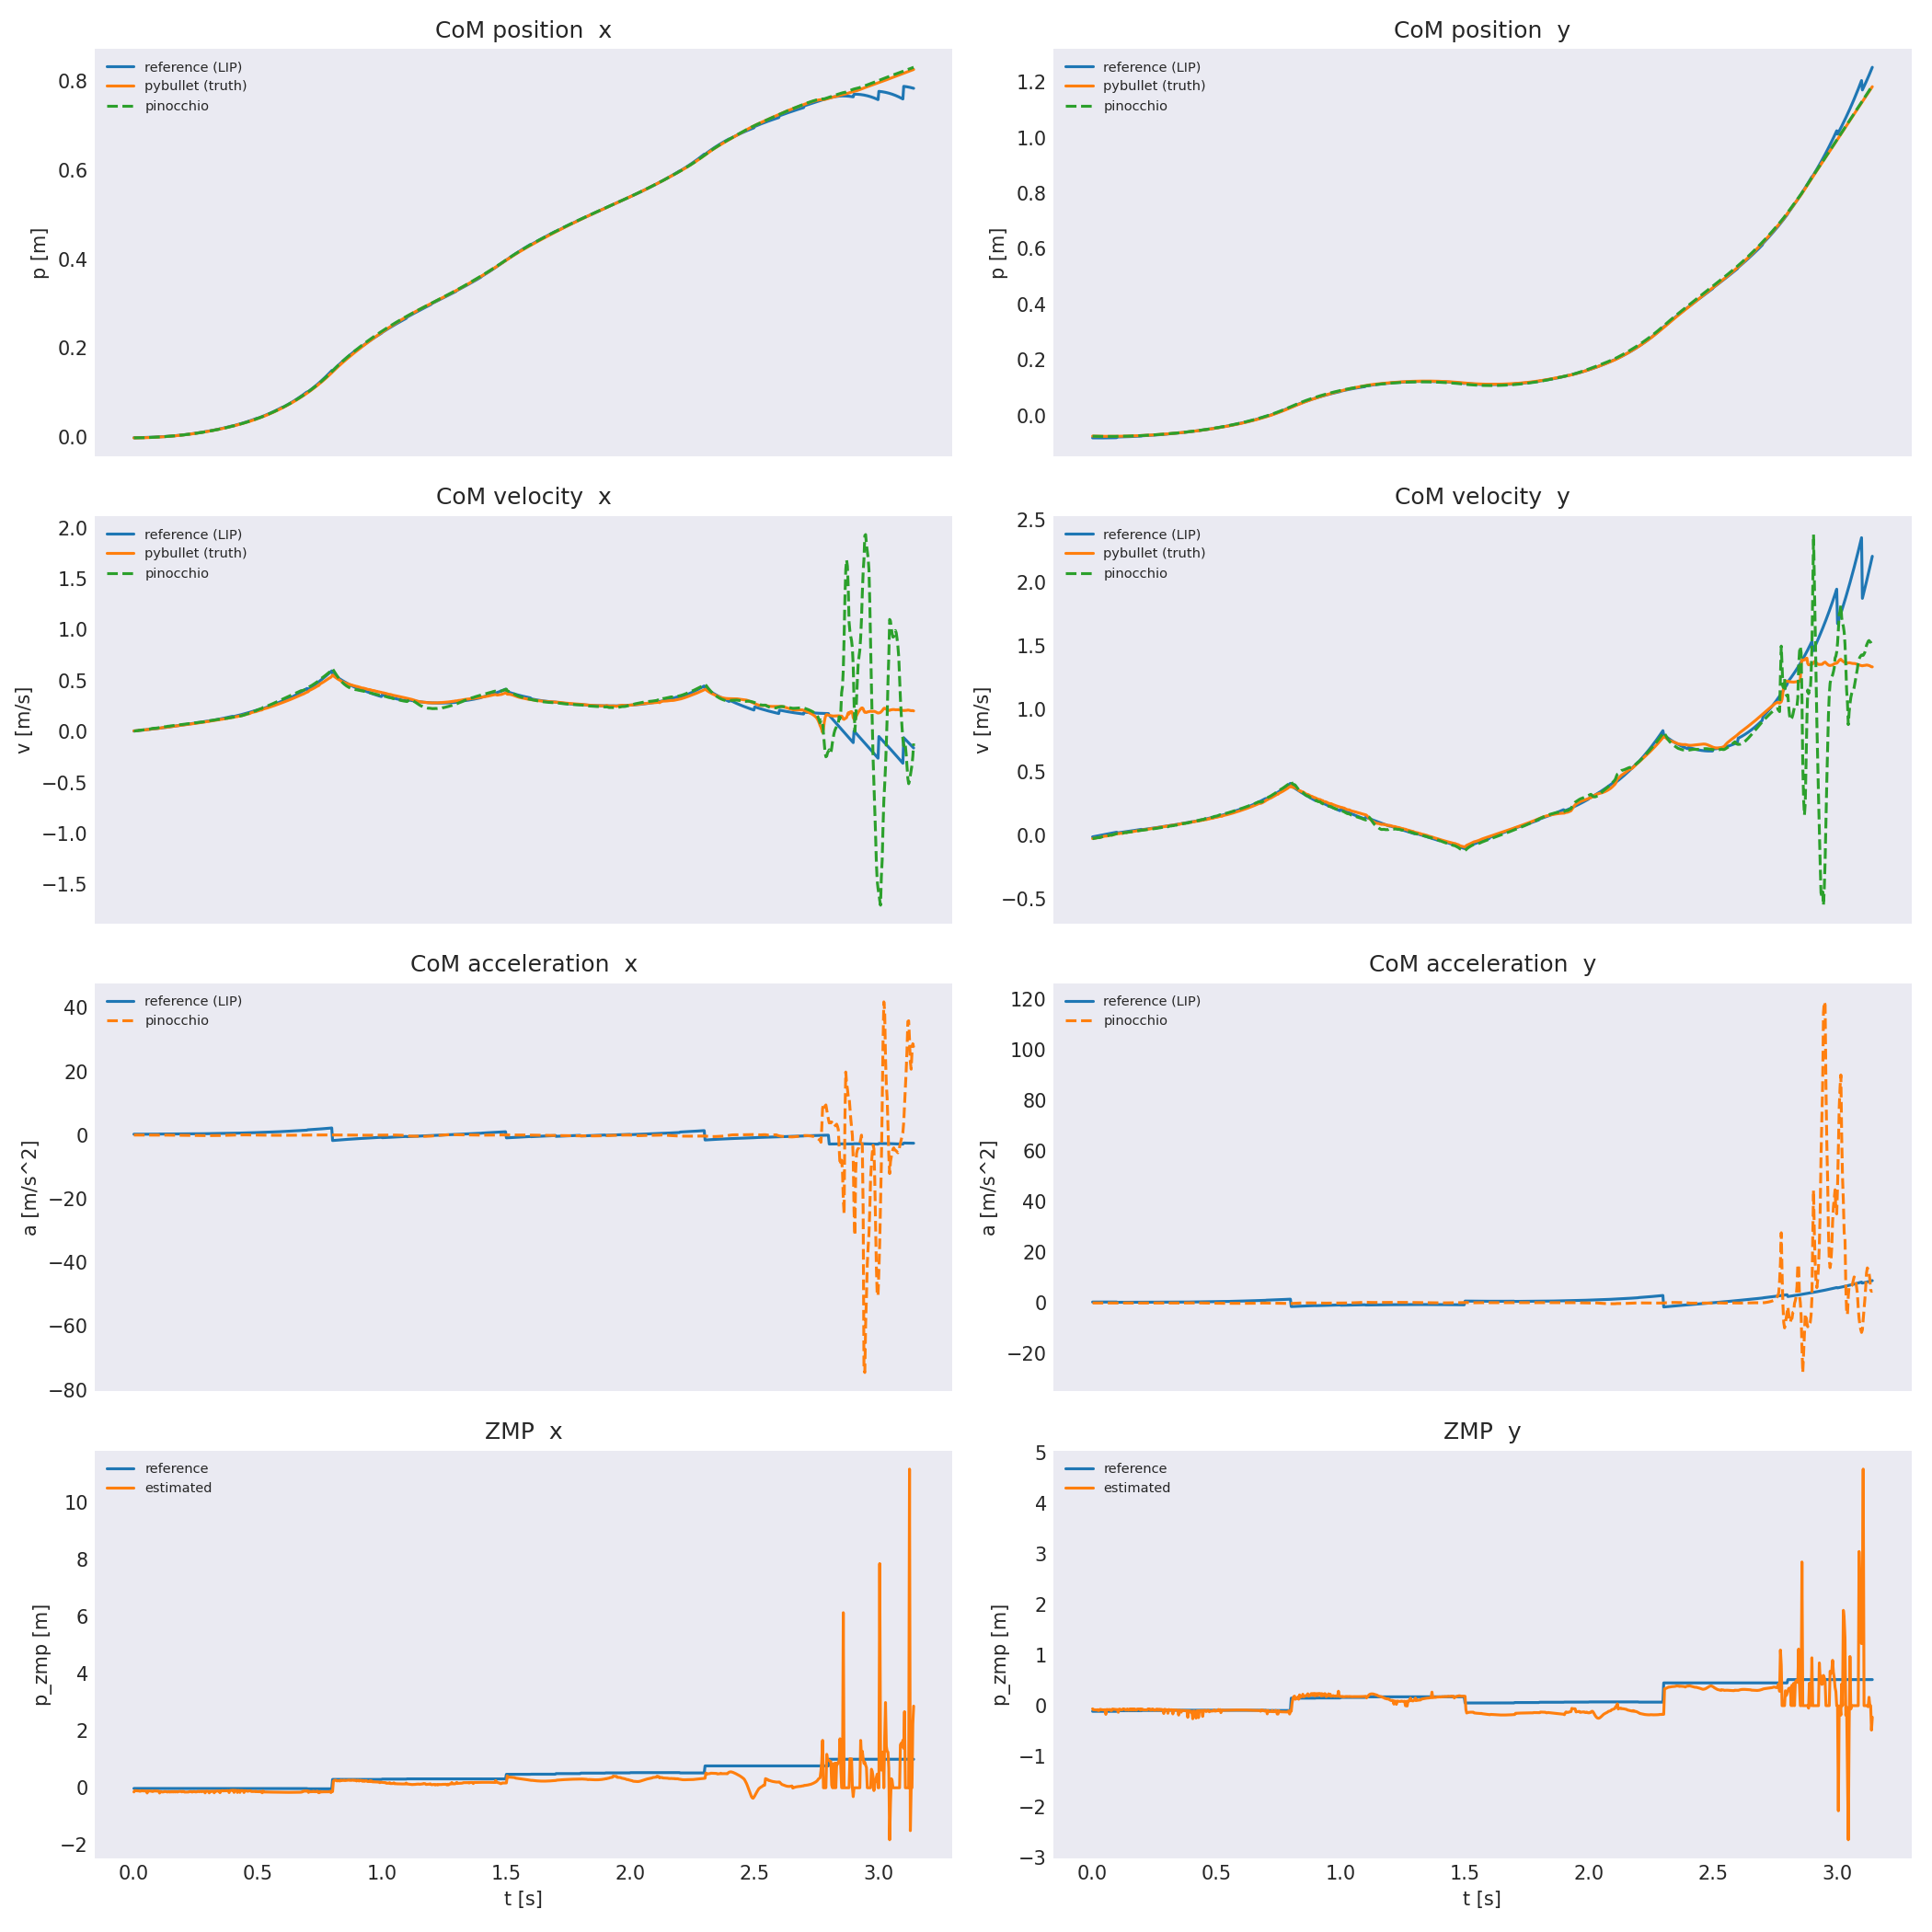 CoM position  x
CoM position  y
reference (LIP)
pybullet (truth)
pinocchio
reference (LIP)
pybullet (truth)
pinocchio
p [m]
0.8
0.6
0.4
0.2
0.0
p [m]
1.2
1.0
0.8
0.6
0.4
0.2
0.0
CoM velocity  x
CoM velocity  y
reference (LIP)
pybullet (truth)
pinocchio
reference (LIP)
pybullet (truth)
pinocchio
v [m/s]
2.0
1.5
1.0
0.5
0.0
−0.5
−1.0
−1.5
v [m/s]
2.5
2.0
1.5
1.0
0.5
0.0
−0.5
CoM acceleration  x
CoM acceleration  y
reference (LIP)
pinocchio
reference (LIP)
pinocchio
a [m/s^2]
40
20
0
−20
−40
−60
−80
a [m/s^2]
120
100
80
60
40
20
0
−20
ZMP  x
ZMP  y
reference
estimated
reference
estimated
p_zmp [m]
10
8
6
4
2
0
−2
p_zmp [m]
5
4
3
2
1
0
−1
−2
−3
0.0 0.5 1.0 1.5 2.0 2.5 3.0
0.0 0.5 1.0 1.5 2.0 2.5 3.0
t [s]
t [s]